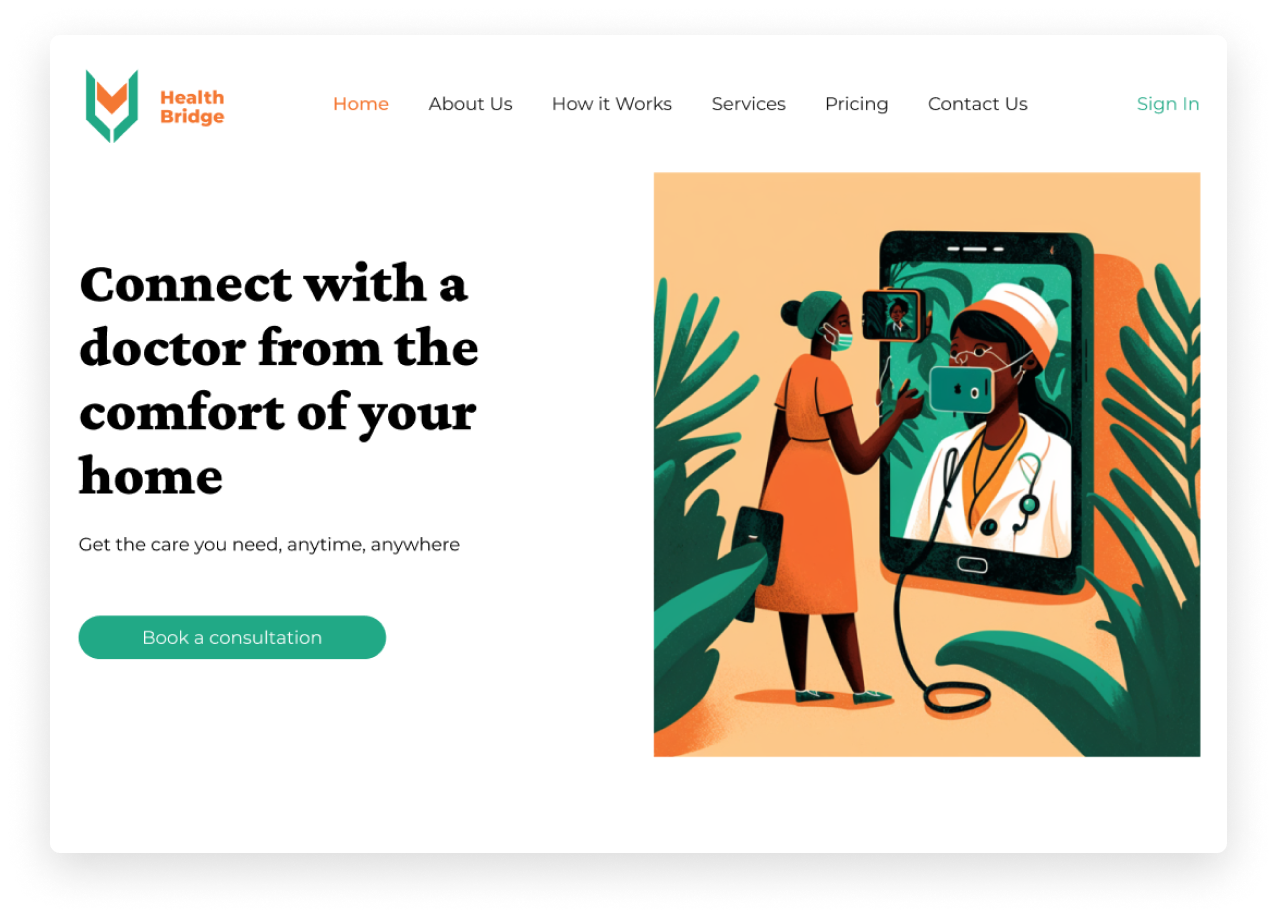 Health
Bridge
Home About Us How it Works Services Pricing Contact Us Sign In
Connect with a
doctor from the
comfort of your
home
Get the care you need, anytime, anywhere
Book a consultation